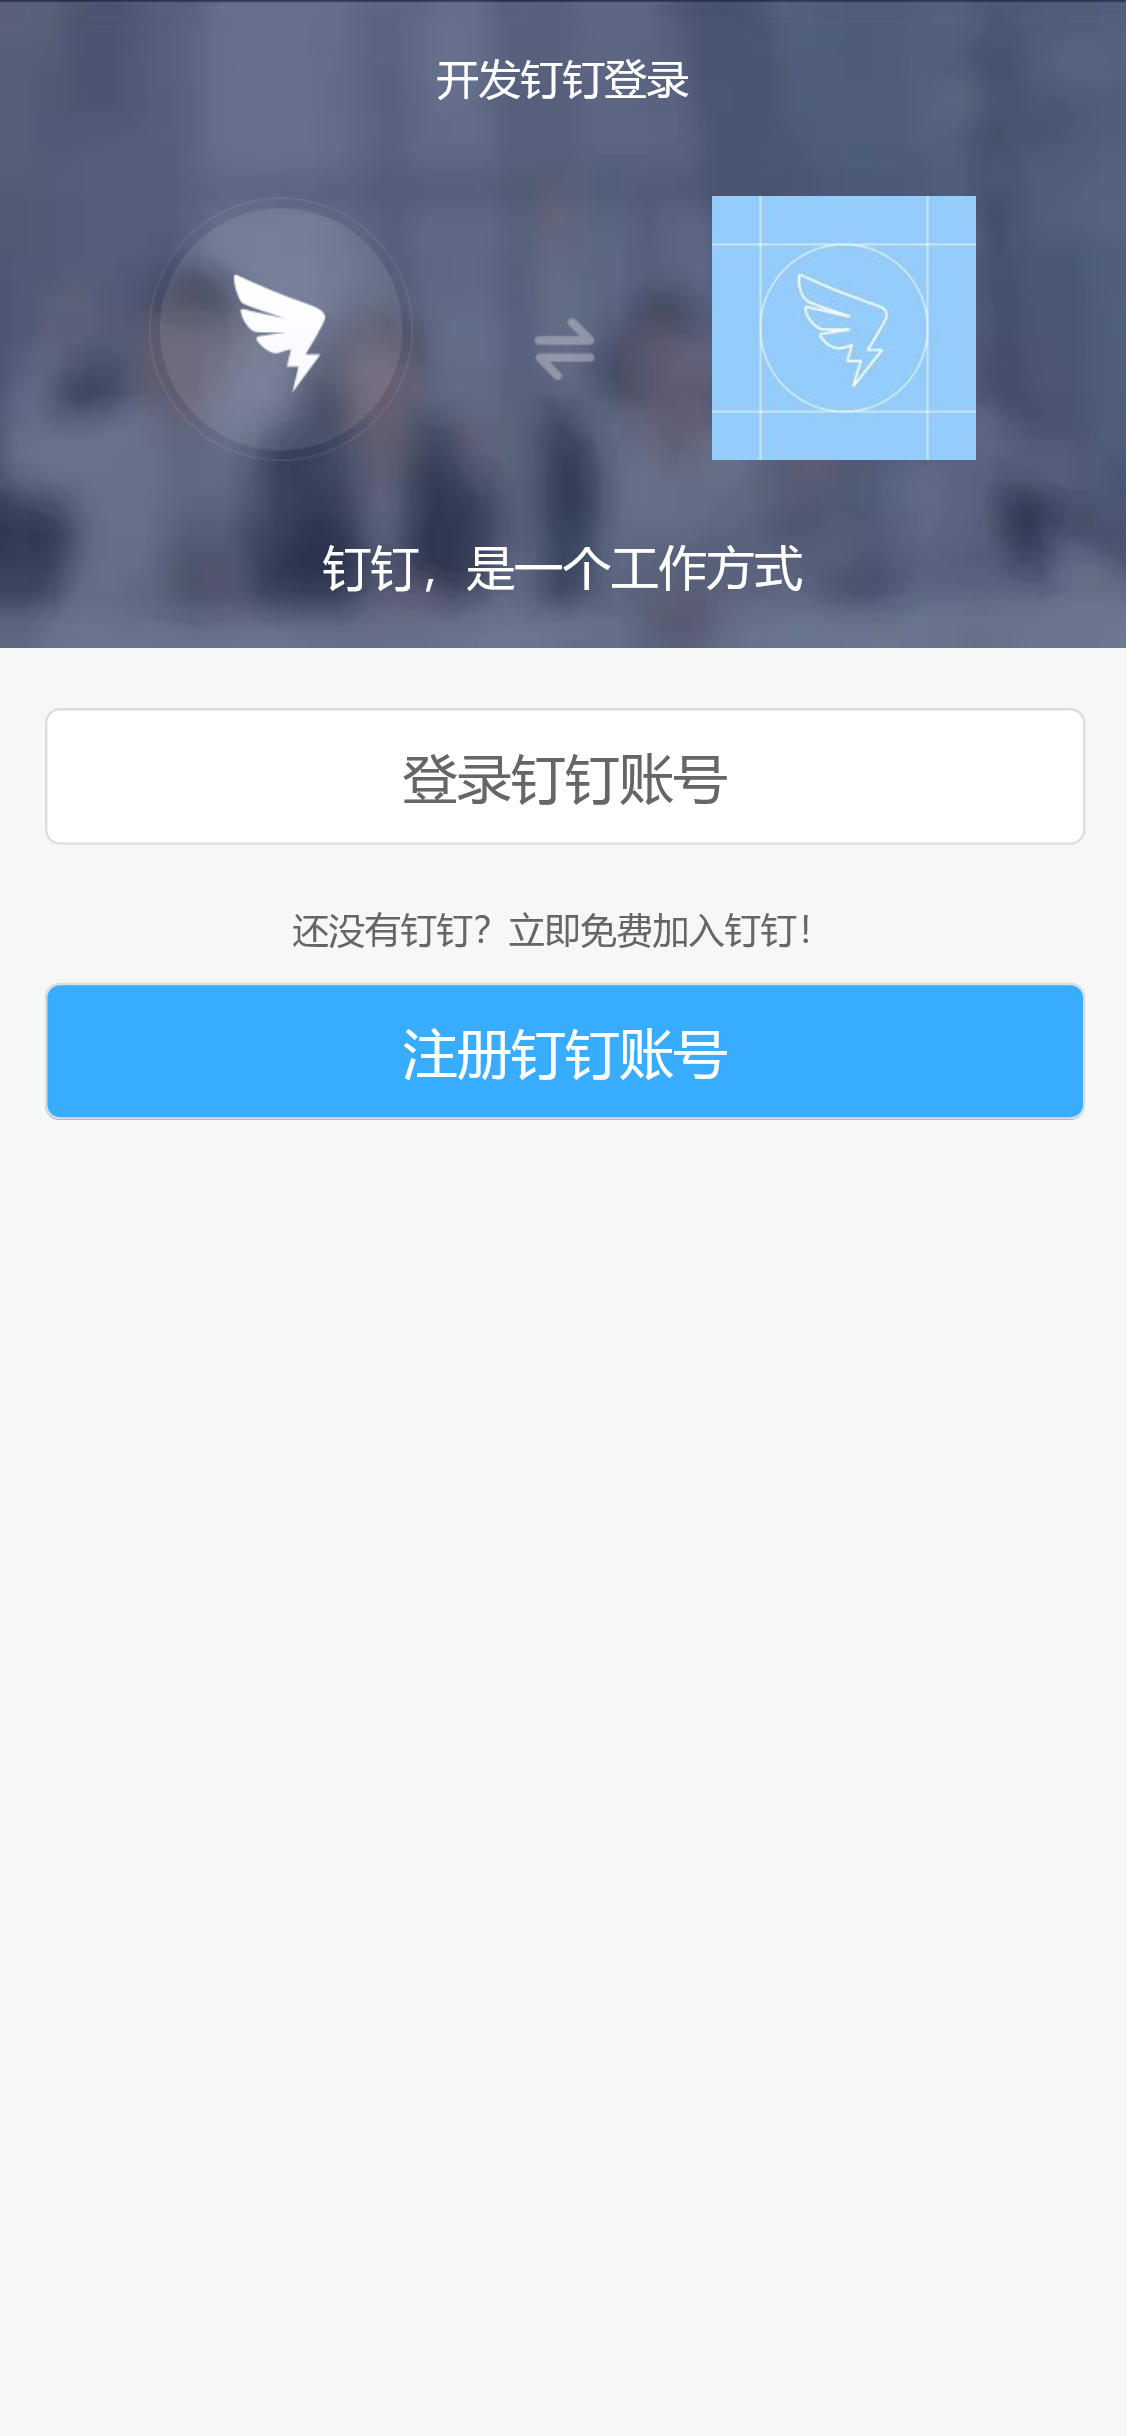 开发钉钉登录
钉钉，是一个工作方式
登录钉钉账号
还没有钉钉？立即免费加入钉钉！
注册钉钉账号